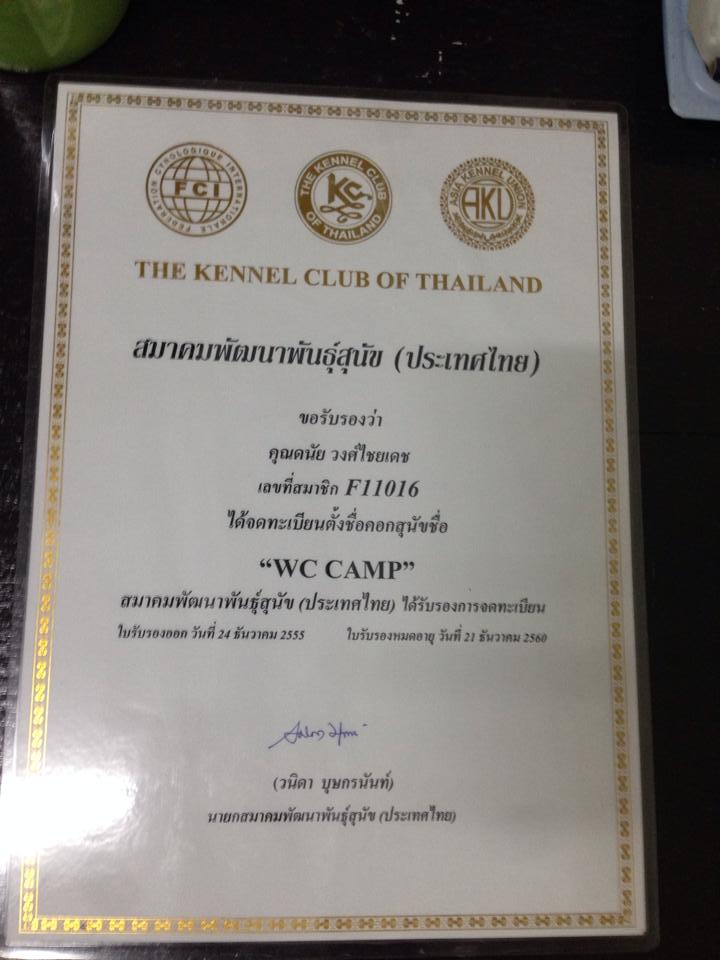 FEDERATION CYNOLOGIQUE INTERNATIONALE
FCI
THE KENNEL CLUB
KC
OF THAILAND
ASIA KENNEL UNION
AKU
THE KENNEL CLUB OF THAILAND
สมาคมพัฒนาพันธุ์สุนัข (ประเทศไทย)
ขอรับรองว่า
คุณดนัย วงศ์ไชยเดช
เลขที่สมาชิก F11016
ได้จดทะเบียนตั้งชื่อคอกสุนัขชื่อ
“WC CAMP”
สมาคมพัฒนาพันธุ์สุนัข (ประเทศไทย) ได้รับรองการจดทะเบียน
ใบรับรองออก วันที่ 24 ธันวาคม 2555 ใบรับรองหมดอายุ วันที่ 21 ธันวาคม 2560
(วนิดา บุษกรนันท์)
นายกสมาคมพัฒนาพันธุ์สุนัข (ประเทศไทย)